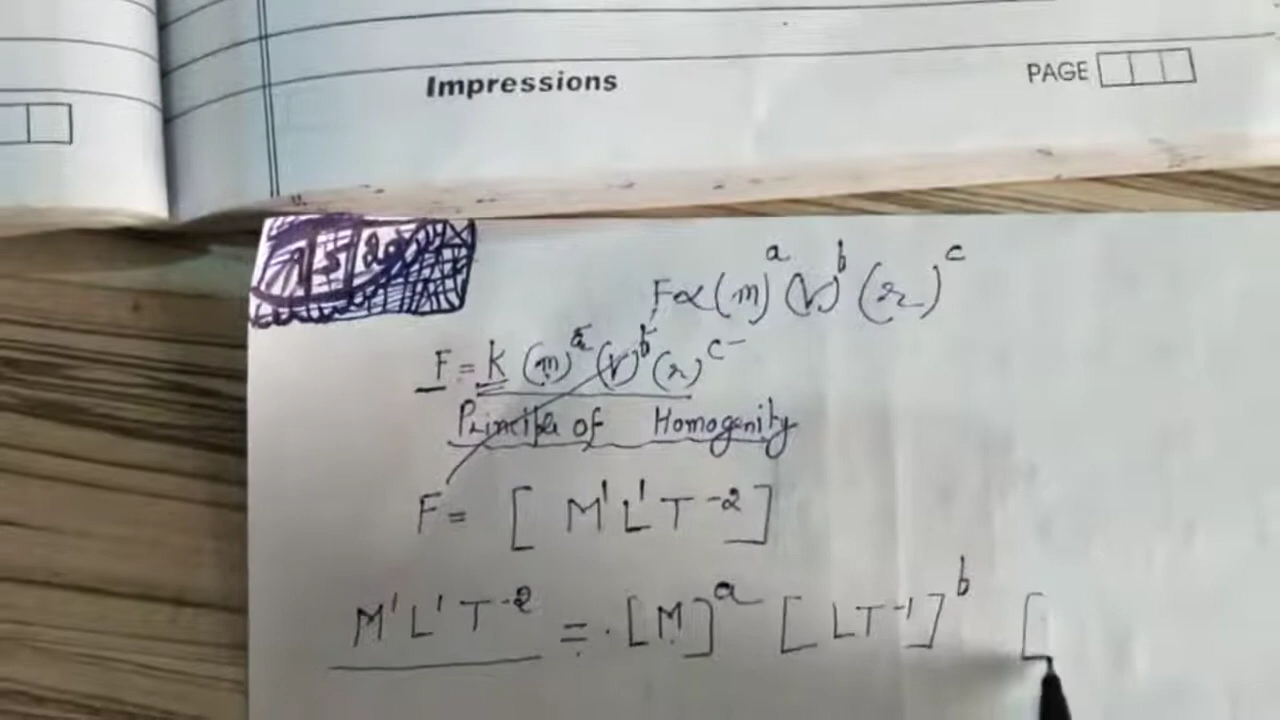 Impressions
PAGE
F∝(m)ᵃ (v)ᵇ (r)ᶜ
F = k (m)ᵃ (v)ᵇ (r)ᶜ
Principle of Homogenity
F = [ M¹L¹T⁻² ]
M¹L¹T⁻² = [M]ᵃ [ LT⁻¹]ᵇ [